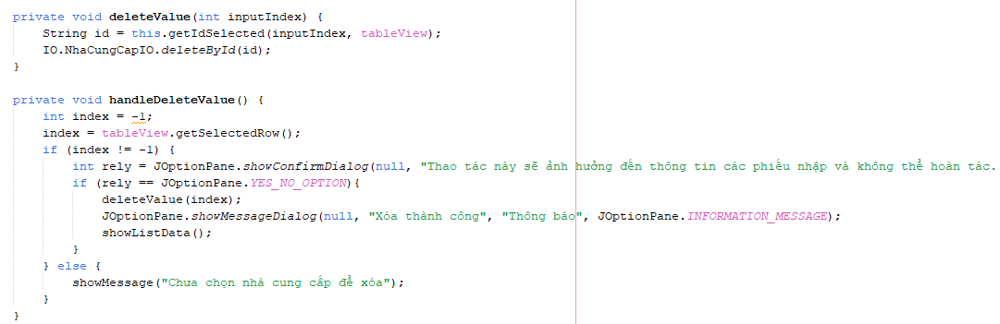 private void deleteValue(int inputIndex) {
    String id = this.getIdSelected(inputIndex, tableView);
    IO.NhaCungCapIO.deleteById(id);
}

private void handleDeleteValue() {
    int index = -1;
    index = tableView.getSelectedRow();
    if (index != -1) {
        int rely = JOptionPane.showConfirmDialog(null, "Thao tác này sẽ ảnh hưởng đến thông tin các phiếu nhập và không thể hoàn tác.
        if (rely == JOptionPane.YES_NO_OPTION){
            deleteValue(index);
            JOptionPane.showMessageDialog(null, "Xóa thành công", "Thông báo", JOptionPane.INFORMATION_MESSAGE);
            showListData();
        }
    } else {
        showMessage("Chưa chọn nhà cung cấp để xóa");
    }
}